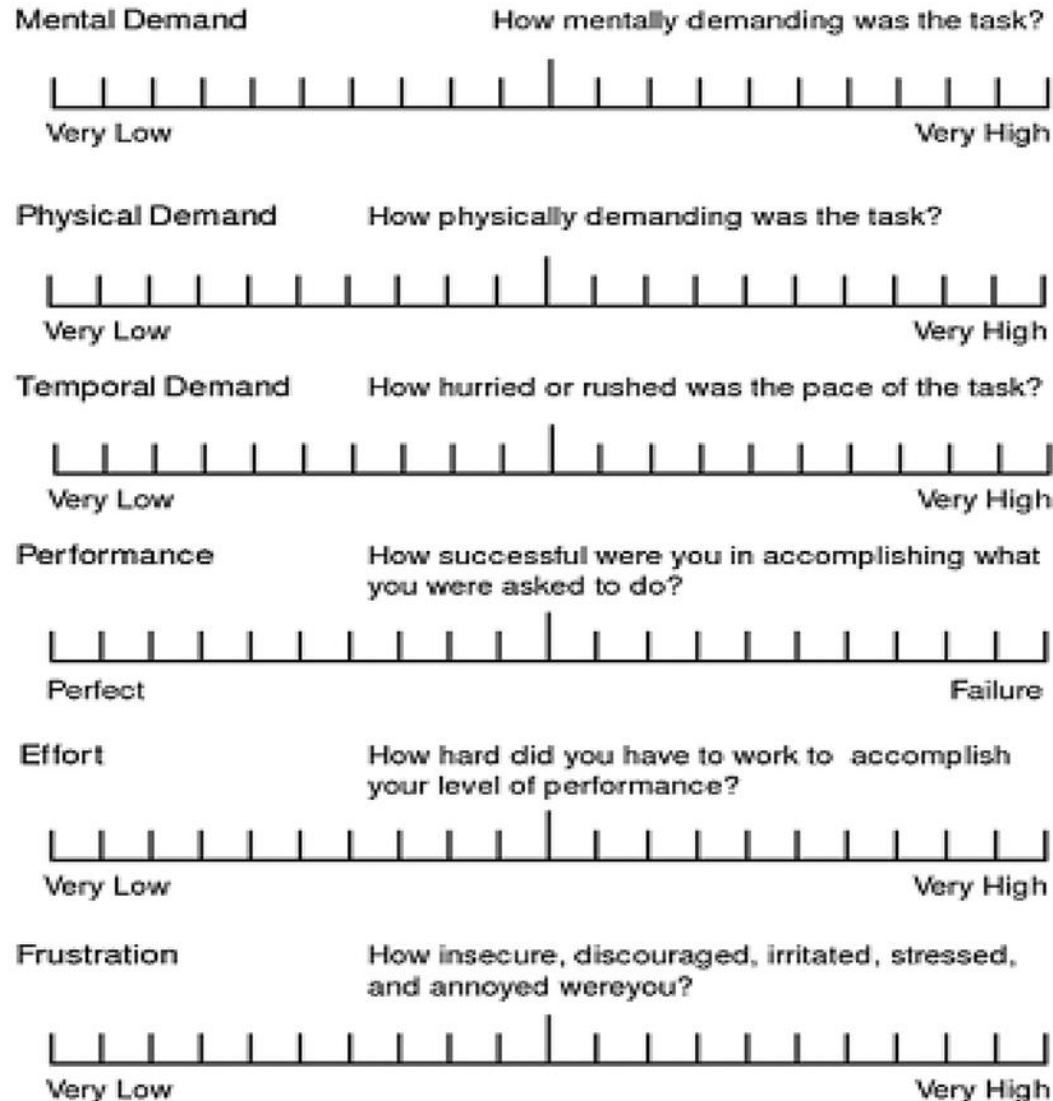 Mental Demand How mentally demanding was the task?
Very Low Very High
Physical Demand How physically demanding was the task?
Very Low Very High
Temporal Demand How hurried or rushed was the pace of the task?
Very Low Very High
Performance How successful were you in accomplishing what
you were asked to do?
Perfect Failure
Effort How hard did you have to work to accomplish
your level of performance?
Very Low Very High
Frustration How insecure, discouraged, irritated, stressed,
and annoyed wereyou?
Very Low Very High